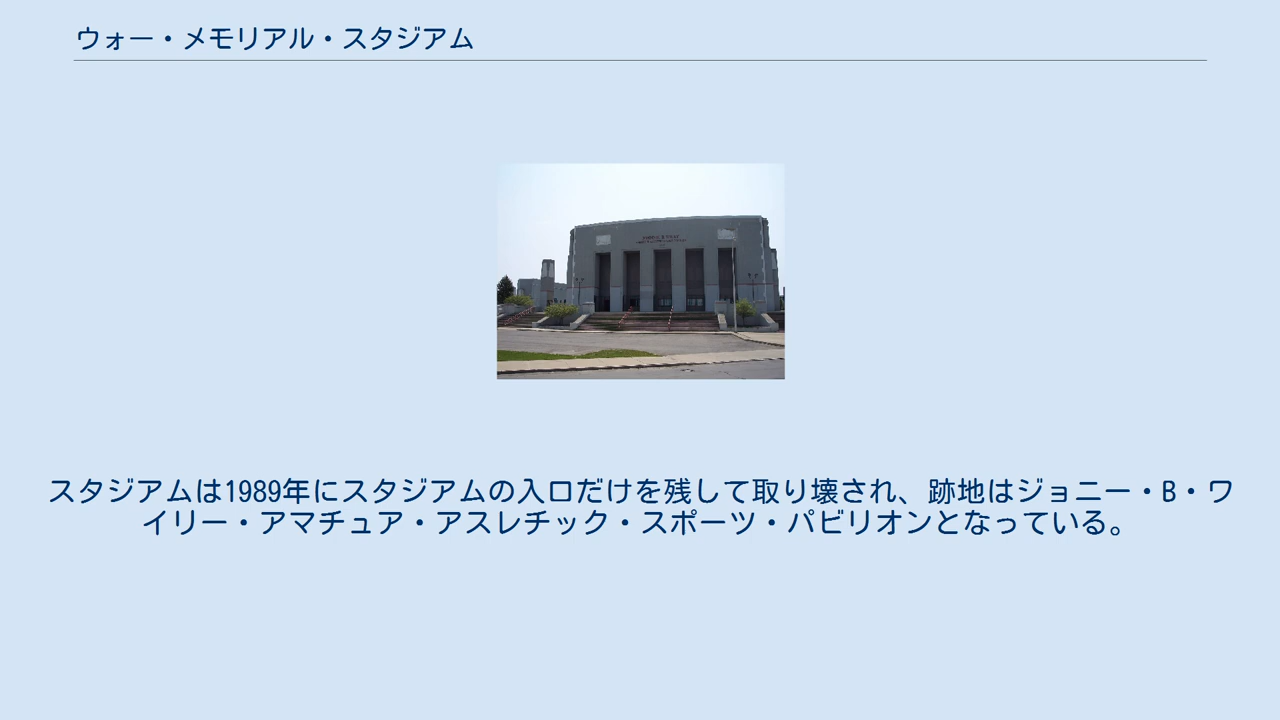 ウォー・メモリアル・スタジアム
スタジアムは1989年にスタジアムの入口だけを残して取り壊され、跡地はジョニー・B・ワ
イリー・アマチュア・アスレチック・スポーツ・パビリオンとなっている。